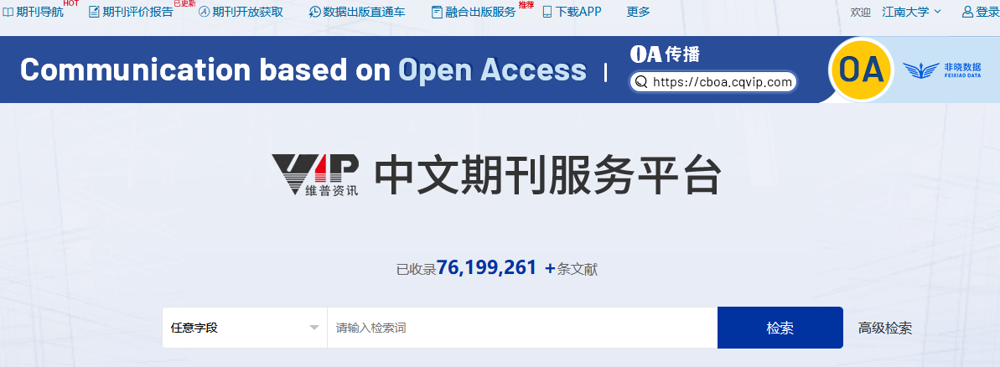 期刊导航 HOT 期刊评价报告 已更新 期刊开放获取 数据出版直通车 融合出版服务 推荐 下载APP 更多 欢迎 江南大学 登录
Communication based on Open Access
OA 传播
https://cboa.cqvip.com
OA
非晓数据
FEIXIAO DATA
VIP
维普资讯
中文期刊服务平台
已收录76,199,261 +条文献
任意字段 请输入检索词 检索 高级检索